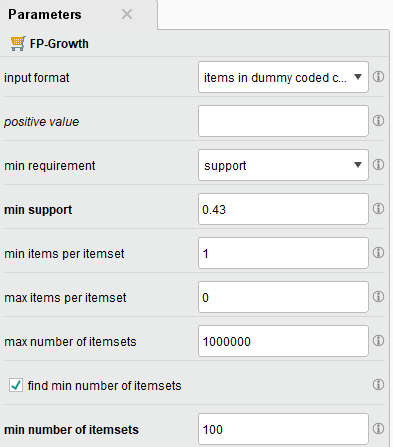 Parameters
FP-Growth
input format items in dummy coded c...
positive value
min requirement support
min support 0.43
min items per itemset 1
max items per itemset 0
max number of itemsets 1000000
find min number of itemsets
min number of itemsets 100